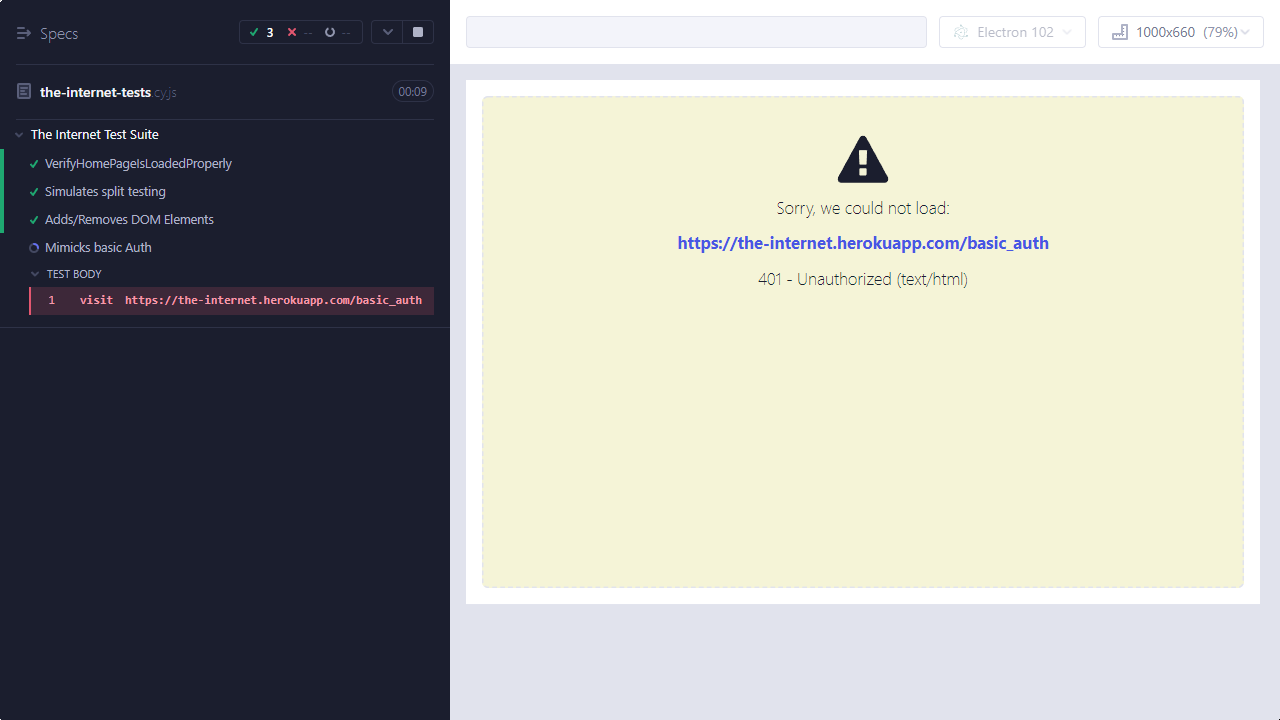 Specs
3 -- --
the-internet-tests cy.js
00:09
The Internet Test Suite
VerifyHomePageIsLoadedProperly
Simulates split testing
Adds/Removes DOM Elements
Mimicks basic Auth
TEST BODY
1 visit https://the-internet.herokuapp.com/basic_auth
Electron 102
1000x660 (79%)
Sorry, we could not load:
https://the-internet.herokuapp.com/basic_auth
401 - Unauthorized (text/html)